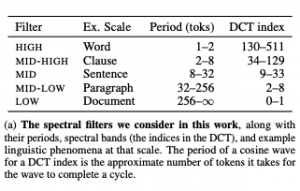 Filter Ex. Scale Period (toks) DCT index
HIGH Word 1–2 130–511
MID-HIGH Clause 2–8 34–129
MID Sentence 8–32 9–33
MID-LOW Paragraph 32–256 2–8
LOW Document 256–∞ 0–1
(a) The spectral filters we consider in this work, along with
their periods, spectral bands (the indices in the DCT), and example
linguistic phenomena at that scale. The period of a cosine wave
for a DCT index is the approximate number of tokens it takes for
the wave to complete a cycle.